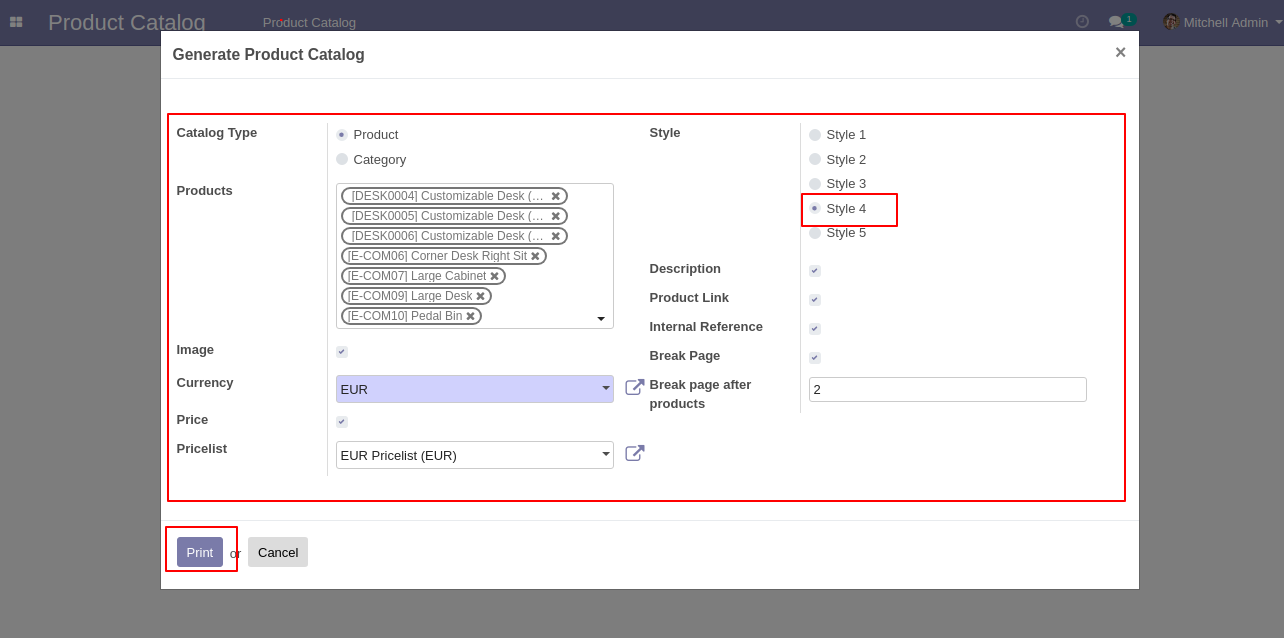 Product Catalog
Product Catalog
1
Mitchell Admin
Generate Product Catalog
×
Catalog Type
Product
Category
Products
[DESK0004] Customizable Desk (...
[DESK0005] Customizable Desk (...
[DESK0006] Customizable Desk (...
[E-COM06] Corner Desk Right Sit
[E-COM07] Large Cabinet
[E-COM09] Large Desk
[E-COM10] Pedal Bin
Image
Currency
EUR
Price
Pricelist
EUR Pricelist (EUR)
Style
Style 1
Style 2
Style 3
Style 4
Style 5
Description
Product Link
Internal Reference
Break Page
Break page after
products
2
Print or Cancel